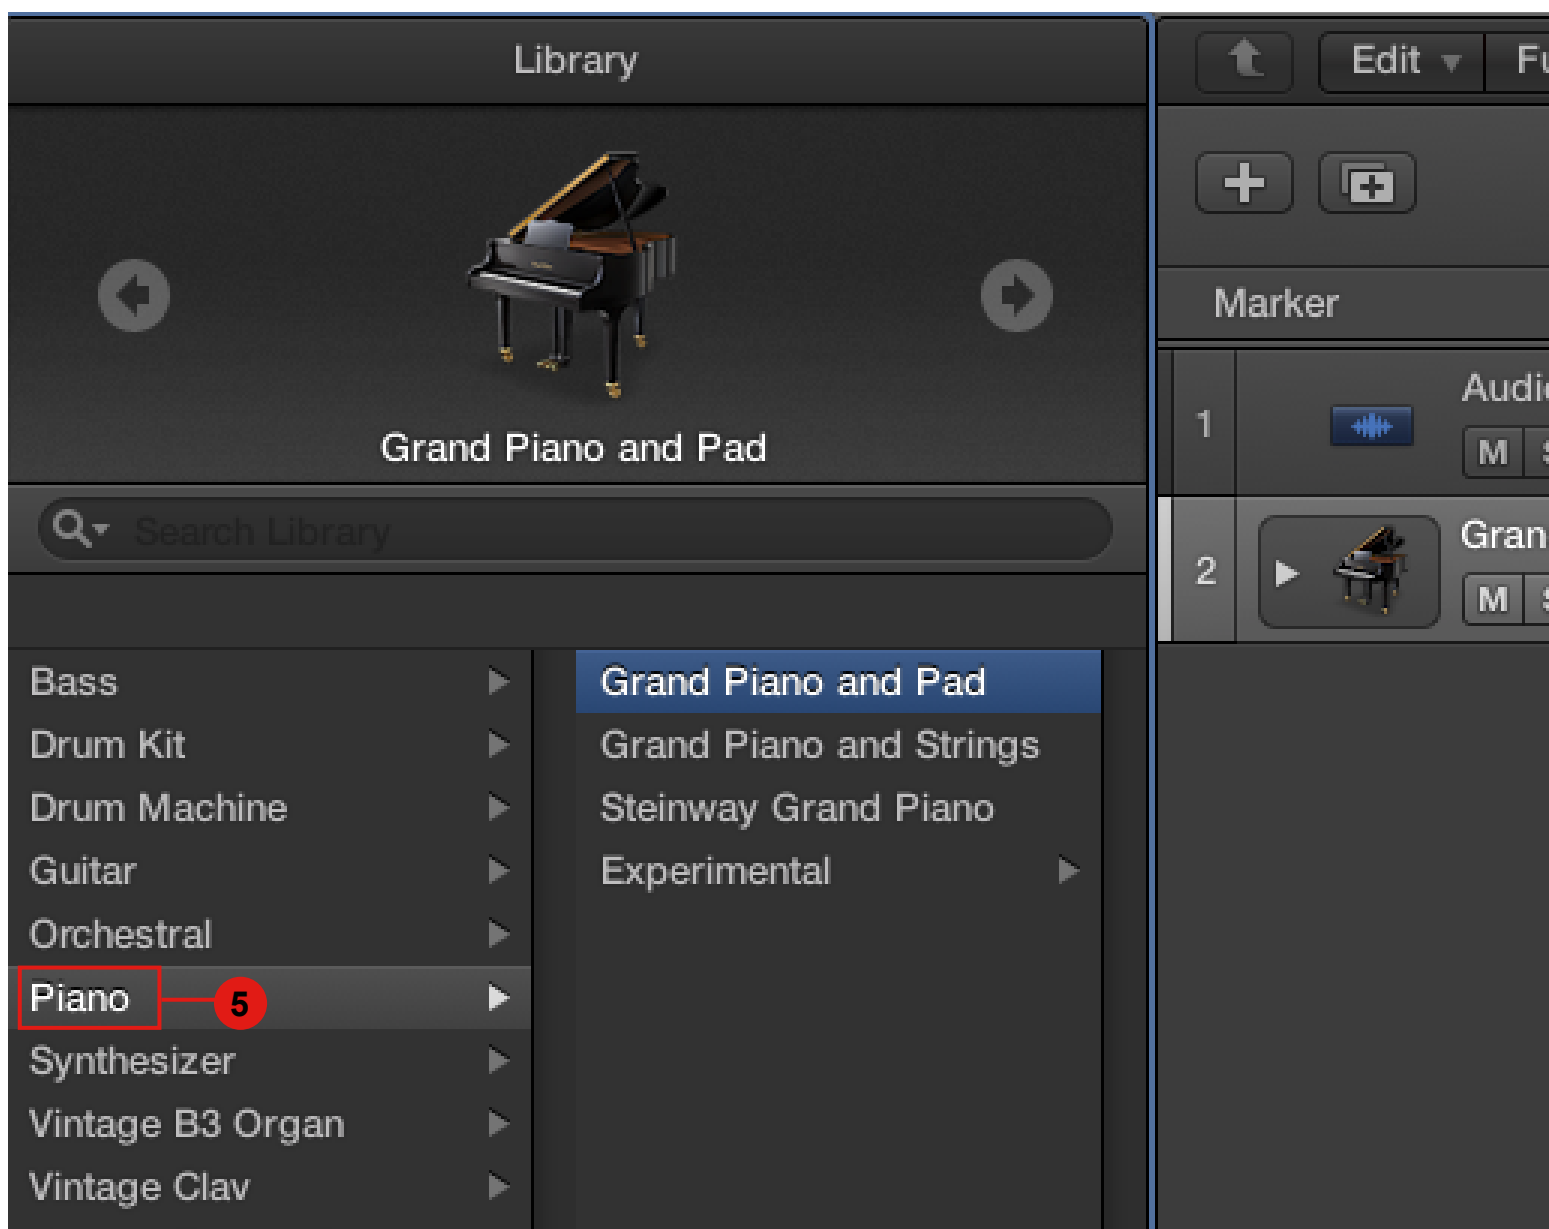 Library
Grand Piano and Pad
Search Library
Bass
Drum Kit
Drum Machine
Guitar
Orchestral
Piano
5
Synthesizer
Vintage B3 Organ
Vintage Clav
Grand Piano and Pad
Grand Piano and Strings
Steinway Grand Piano
Experimental
Edit
Marker
1
M
2
M